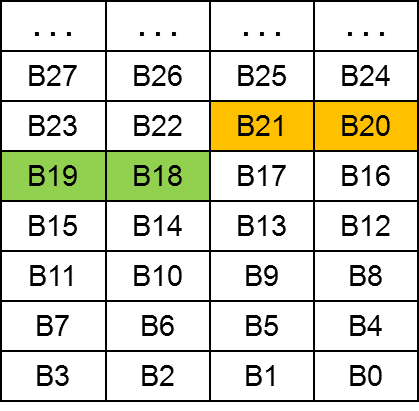 ... ... ... ...
B27 B26 B25 B24
B23 B22 B21 B20
B19 B18 B17 B16
B15 B14 B13 B12
B11 B10 B9 B8
B7 B6 B5 B4
B3 B2 B1 B0